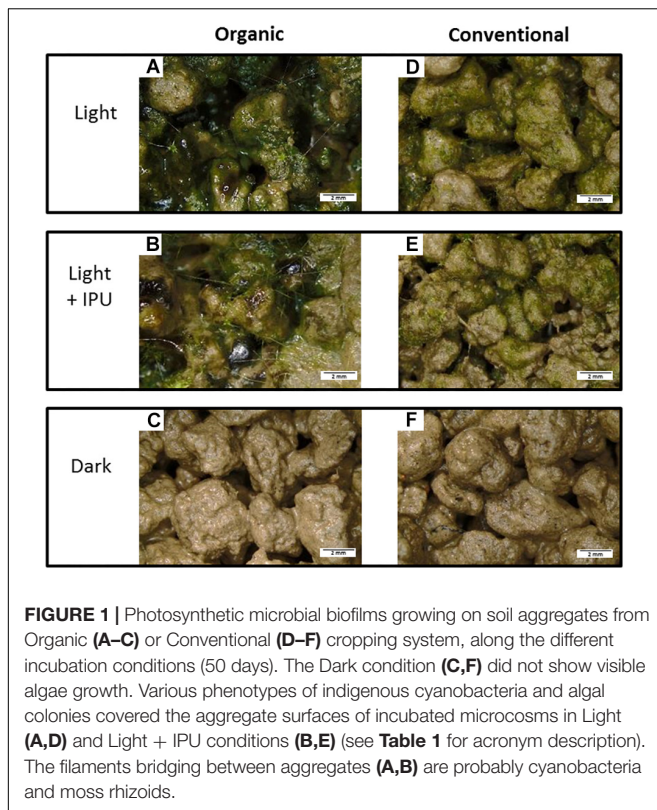 Organic
Conventional
Light
A
D
2 mm
2 mm
Light
+ IPU
B
E
2 mm
2 mm
Dark
C
F
2 mm
2 mm
FIGURE 1 | Photosynthetic microbial biofilms growing on soil aggregates from
Organic (A–C) or Conventional (D–F) cropping system, along the different
incubation conditions (50 days). The Dark condition (C,F) did not show visible
algae growth. Various phenotypes of indigenous cyanobacteria and algal
colonies covered the aggregate surfaces of incubated microcosms in Light
(A,D) and Light + IPU conditions (B,E) (see Table 1 for acronym description).
The filaments bridging between aggregates (A,B) are probably cyanobacteria
and moss rhizoids.